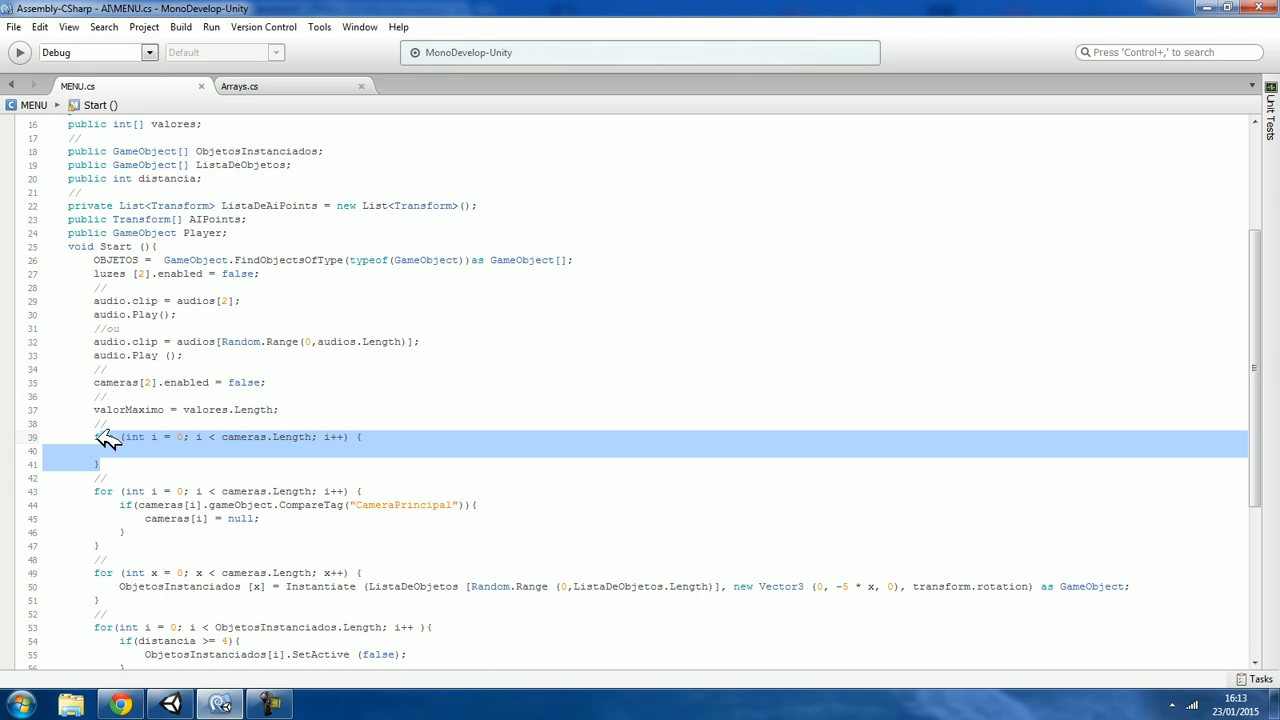 Assembly-CSharp - AI\MENU.cs - MonoDevelop-Unity
File Edit View Search Project Build Run Version Control Tools Window Help
Debug Default MonoDevelop-Unity Press 'Control+,' to search
MENU.cs Arrays.cs
MENU Start ()
Unit Tests
16 public int[] valores;
17 //
18 public GameObject[] ObjetosInstanciados;
19 public GameObject[] ListaDeObjetos;
20 public int distancia;
21 //
22 private List<Transform> ListaDeAiPoints = new List<Transform>();
23 public Transform[] AIPoints;
24 public GameObject Player;
25 void Start (){
26 OBJETOS = GameObject.FindObjectsOfType(typeof(GameObject))as GameObject[];
27 luzes [2].enabled = false;
28 //
29 audio.clip = audios[2];
30 audio.Play();
31 //ou
32 audio.clip = audios[Random.Range(0,audios.Length)];
33 audio.Play ();
34 //
35 cameras[2].enabled = false;
36 //
37 valorMaximo = valores.Length;
38 //
39 (int i = 0; i < cameras.Length; i++) {
40
41 }
42 //
43 for (int i = 0; i < cameras.Length; i++) {
44 if(cameras[i].gameObject.CompareTag("CameraPrincipal")){
45 cameras[i] = null;
46 }
47 }
48 //
49 for (int x = 0; x < cameras.Length; x++) {
50 ObjetosInstanciados [x] = Instantiate (ListaDeObjetos [Random.Range (0,ListaDeObjetos.Length)], new Vector3 (0, -5 * x, 0), transform.rotation) as GameObject;
51 }
52 //
53 for(int i = 0; i < ObjetosInstanciados.Length; i++ ){
54 if(distancia >= 4){
55 ObjetosInstanciados[i].SetActive (false);
56 }
Tasks
16:13
23/01/2015